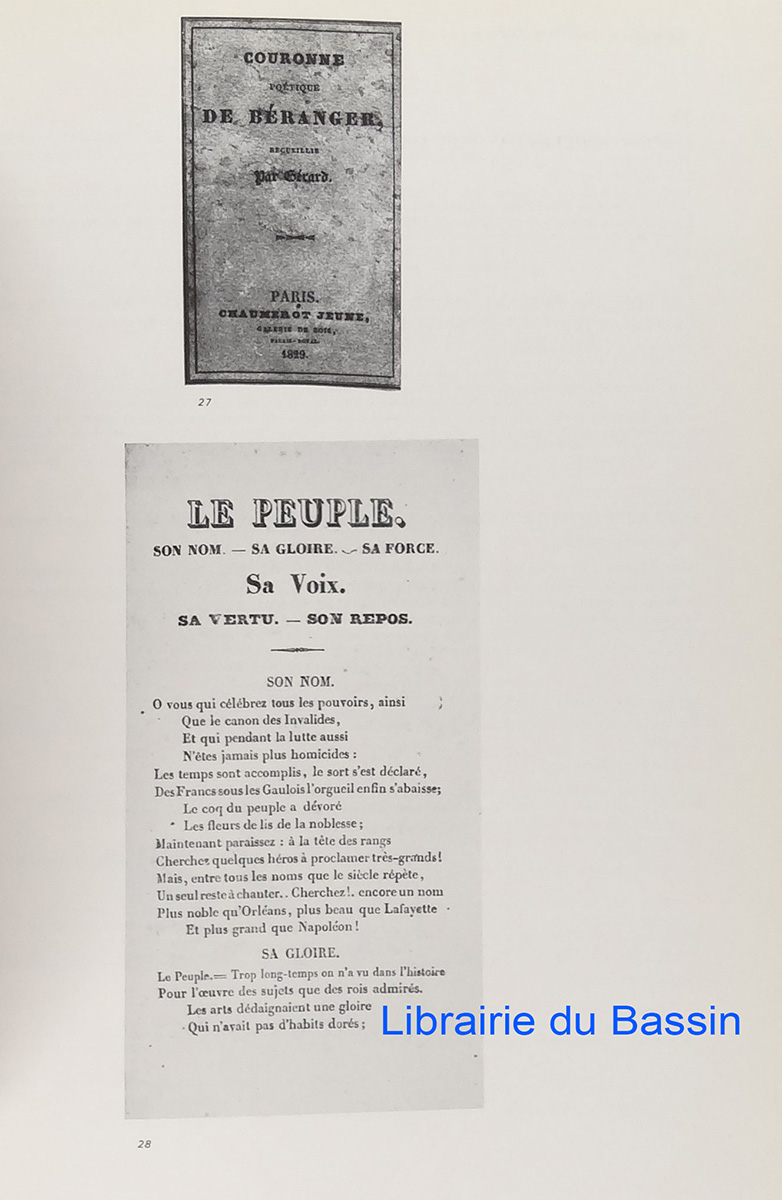 COURONNE
POÉTIQUE
DE BÉRANGER,
RECUEILLIE
Par Gérard.
PARIS.
CHAUMEROT JEUNE,
GALERIE DE BOIS,
PALAIS-ROYAL.
1829.
27
LE PEUPLE.
SON NOM. — SA GLOIRE. — SA FORCE.
Sa Voix.
SA VERTU. — SON REPOS.
SON NOM.
O vous qui célébrez tous les pouvoirs, ainsi
Que le canon des Invalides,
Et qui pendant la lutte aussi
N'êtes jamais plus homicides :
Les temps sont accomplis, le sort s'est déclaré,
Des Francs sous les Gaulois l'orgueil enfin s'abaisse;
Le coq du peuple a dévoré
Les fleurs de lis de la noblesse ;
Maintenant paraissez : à la tête des rangs
Cherchez quelques héros à proclamer très-grands!
Mais, entre tous les noms que le siècle répète,
Un seul reste à chanter.. Cherchez!. encore un nom
Plus noble qu'Orléans, plus beau que Lafayette
Et plus grand que Napoléon !
SA GLOIRE.
Le Peuple.= Trop long-temps on n'a vu dans l'histoire
Pour l'œuvre des sujets que des rois admirés.
Les arts dédaignaient une gloire
Qui n'avait pas d'habits dorés ;
Librairie du Bassin
28